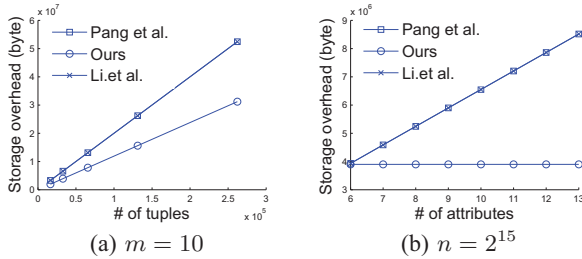 x 10^7
Storage overhead (byte)
6
5
4
3
2
1
0
Pang et al.
Ours
Li.et al.
0 0.5 1 1.5 2 2.5 3
x 10^5
# of tuples
(a) m = 10
x 10^6
Storage overhead (byte)
9
8
7
6
5
4
3
Pang et al.
Ours
Li.et al.
6 7 8 9 10 11 12 13
# of attributes
(b) n = 2^15